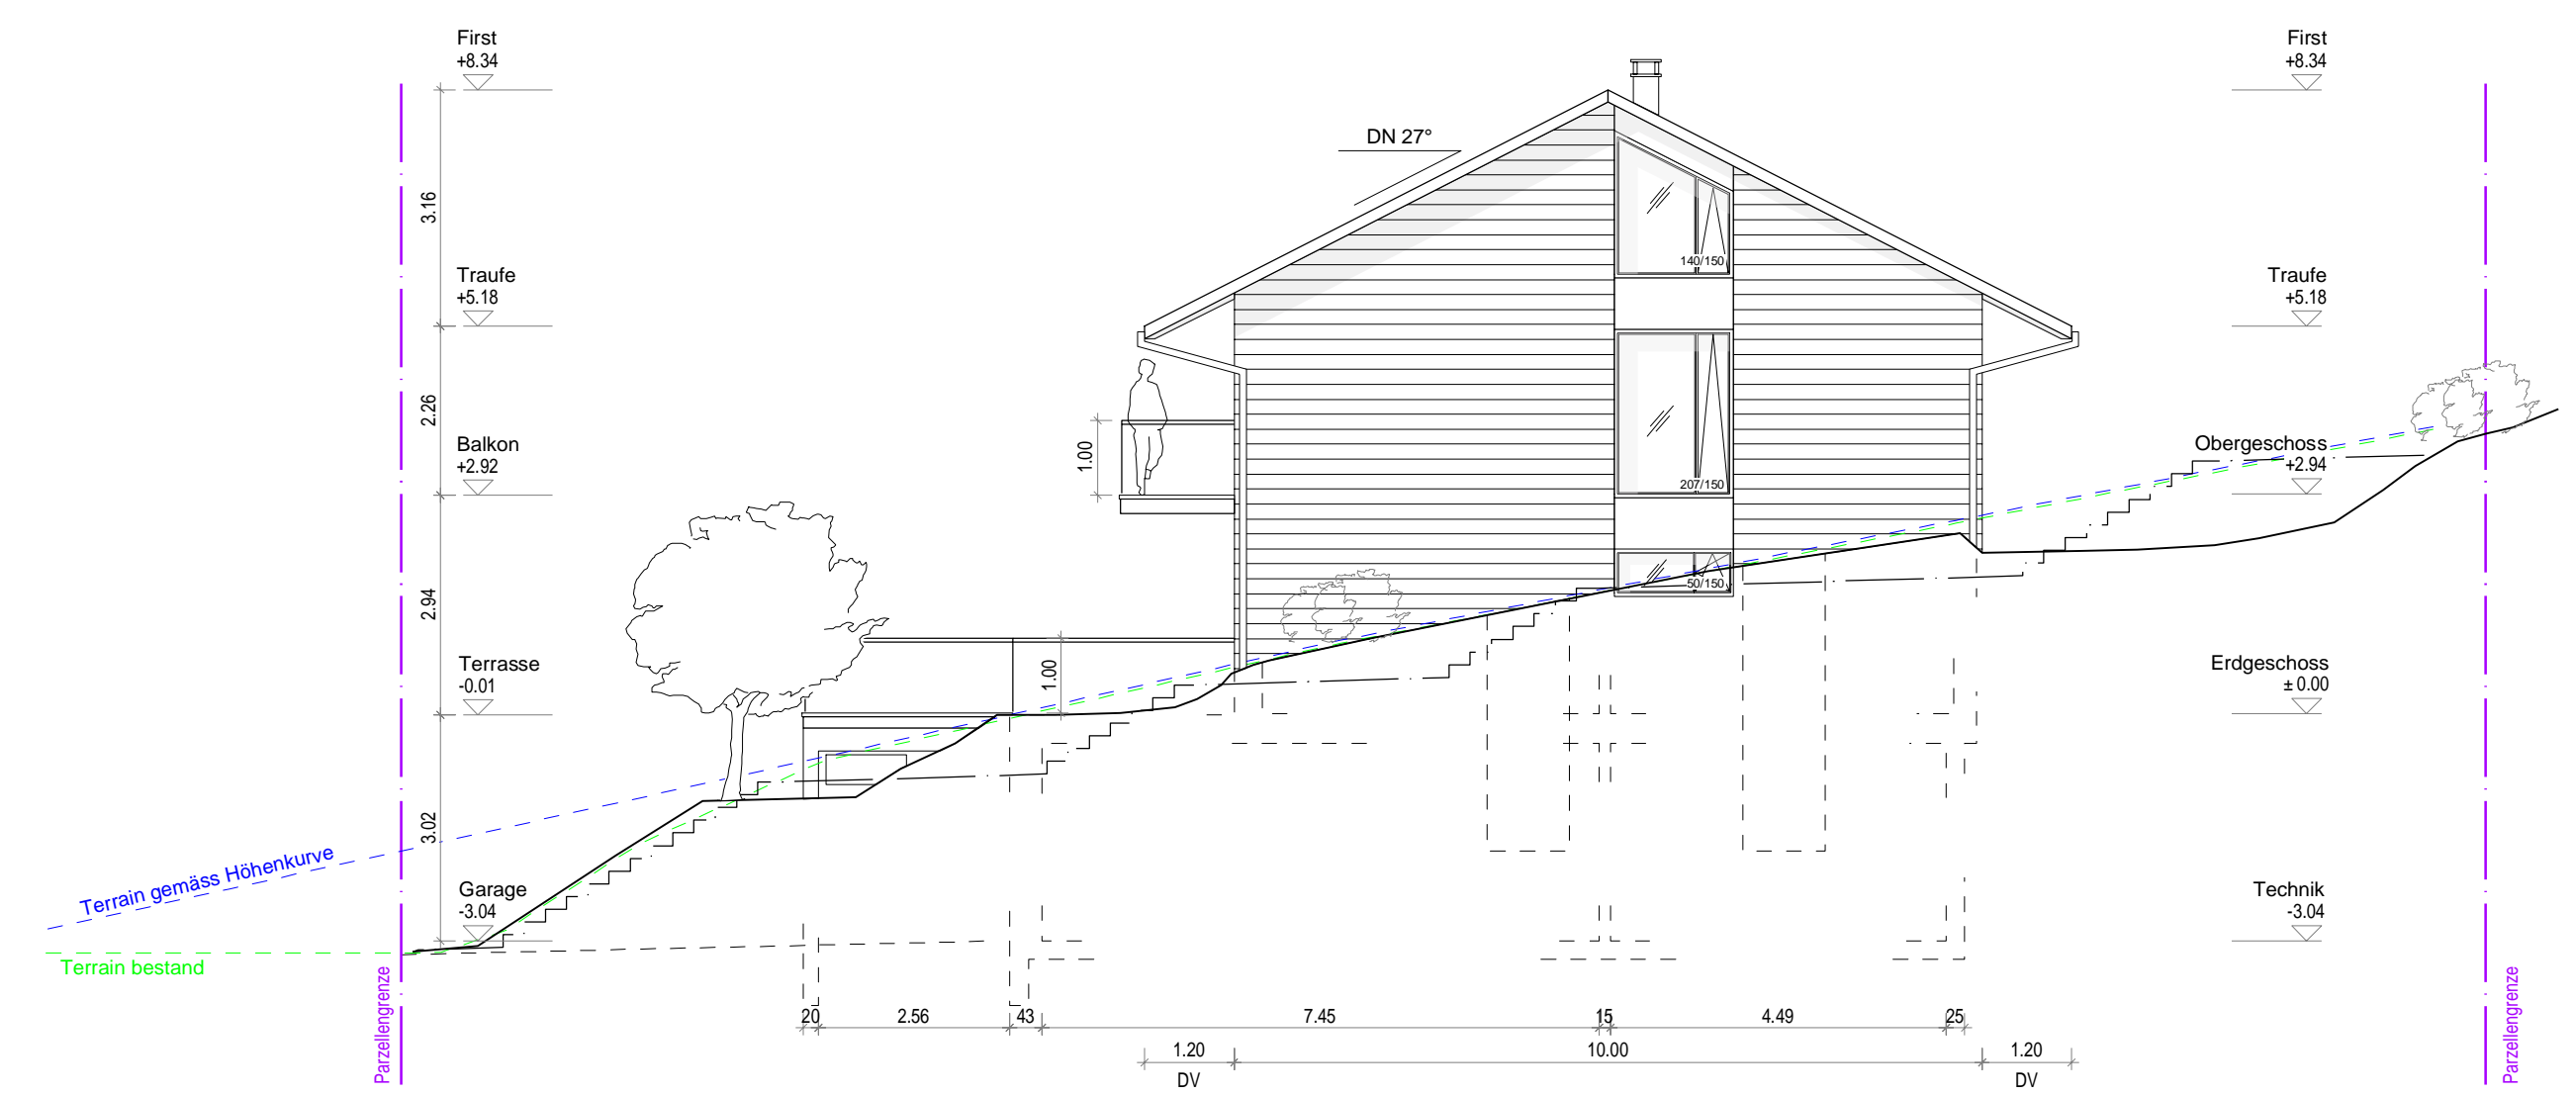 First
+8.34
First
+8.34
DN 27°
3.16
140/150
Traufe
+5.18
Traufe
+5.18
2.26
Balkon
+2.92
1.00
207/150
Obergeschoss
+2.94
2.94
50/150
Terrasse
-0.01
1.00
Erdgeschoss
± 0.00
3.02
Terrain gemäss Höhenkurve
Garage
-3.04
Technik
-3.04
Terrain bestand
Parzellengrenze
Parzellengrenze
20
2.56
43
7.45
15
4.49
25
1.20
10.00
1.20
DV
DV